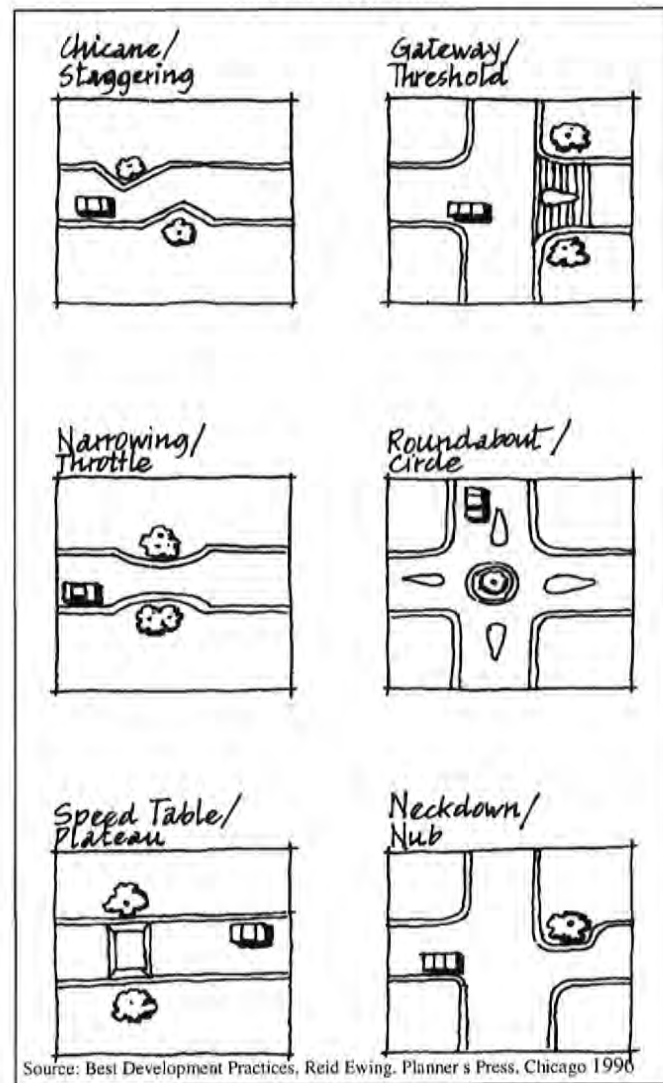 Chicane/
Staggering
Gateway/
Threshold
Narrowing/
Throttle
Roundabout/
Circle
Speed Table/
Plateau
Neckdown/
Nub
Source: Best Development Practices, Reid Ewing. Planner s Press, Chicago 1996